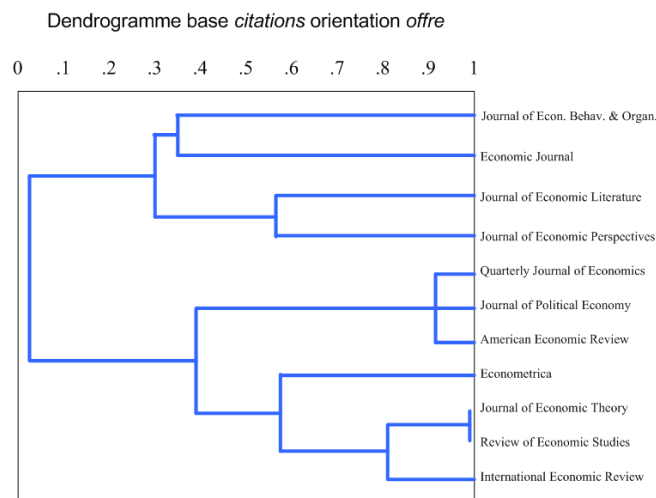 Dendrogramme base citations orientation offre
0 .1 .2 .3 .4 .5 .6 .7 .8 .9 1
Journal of Econ. Behav. & Organ.
Economic Journal
Journal of Economic Literature
Journal of Economic Perspectives
Quarterly Journal of Economics
Journal of Political Economy
American Economic Review
Econometrica
Journal of Economic Theory
Review of Economic Studies
International Economic Review